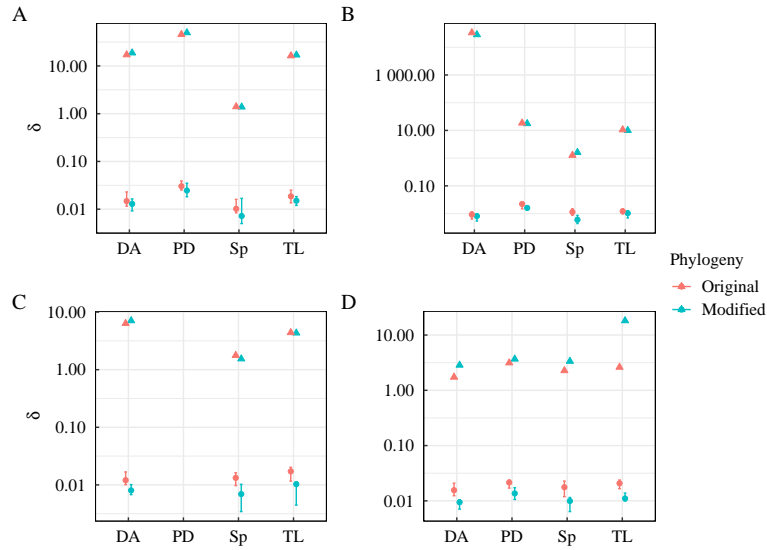 A
δ
10.00
1.00
0.10
0.01
DA PD Sp TL
B
δ
1 000.00
10.00
0.10
DA PD Sp TL
Phylogeny
Original
Modified
C
δ
10.00
1.00
0.10
0.01
DA PD Sp TL
D
10.00
1.00
0.10
0.01
DA PD Sp TL